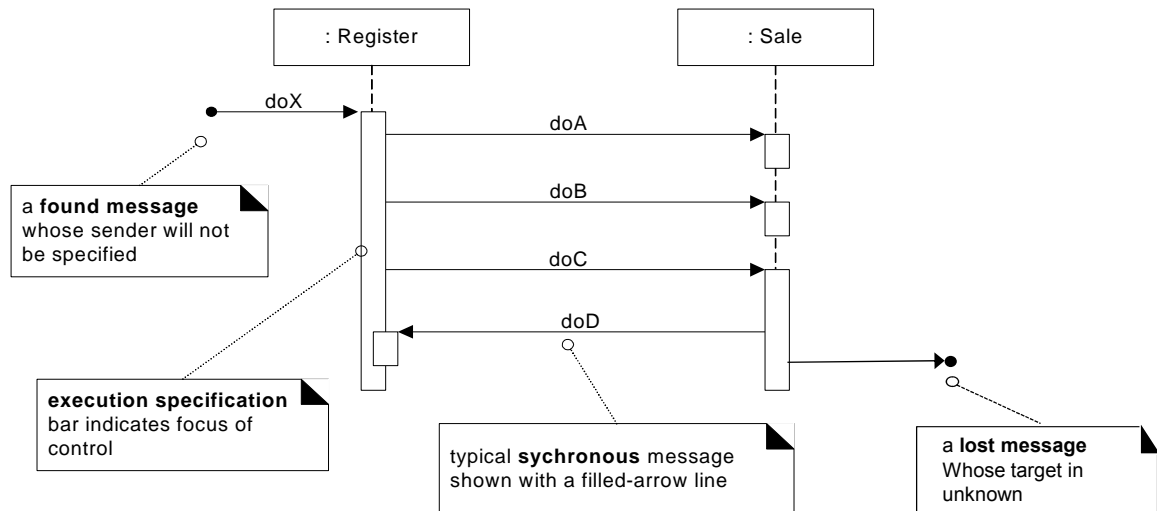 : Register
: Sale
doX
doA
a found message
whose sender will not
be specified
doB
doC
doD
execution specification
bar indicates focus of
control
typical sychronous message
shown with a filled-arrow line
a lost message
Whose target in
unknown